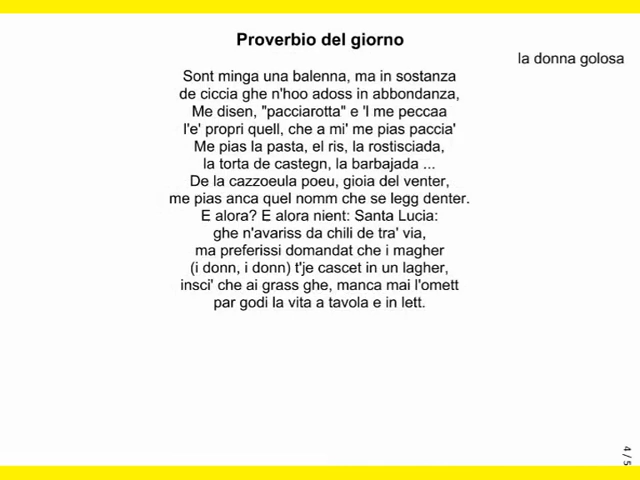 Proverbio del giorno
la donna golosa
Sont minga una balenna, ma in sostanza
de ciccia ghe n'hoo adoss in abbondanza,
Me disen, "pacciarotta" e 'l me peccaa
l'e' propri quell, che a mi' me pias paccia'
Me pias la pasta, el ris, la rostisciada,
la torta de castegn, la barbajada ...
De la cazzoeula poeu, gioia del venter,
me pias anca quel nomm che se legg denter.
E alora? E alora nient: Santa Lucia:
ghe n'avariss da chili de tra' via,
ma preferissi domandat che i magher
(i donn, i donn) t'je cascet in un lagher,
insci' che ai grass ghe, manca mai l'omett
par godi la vita a tavola e in lett.
4/5